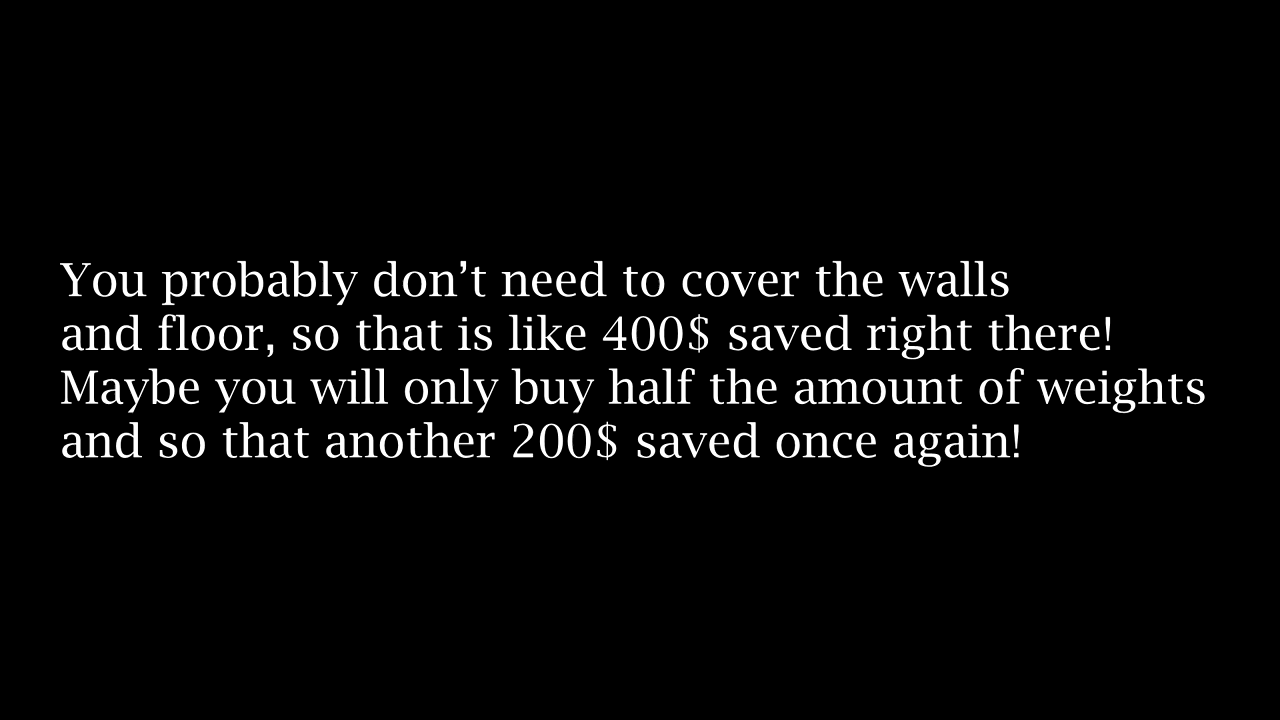 You probably don’t need to cover the walls
and floor, so that is like 400$ saved right there!
Maybe you will only buy half the amount of weights
and so that another 200$ saved once again!